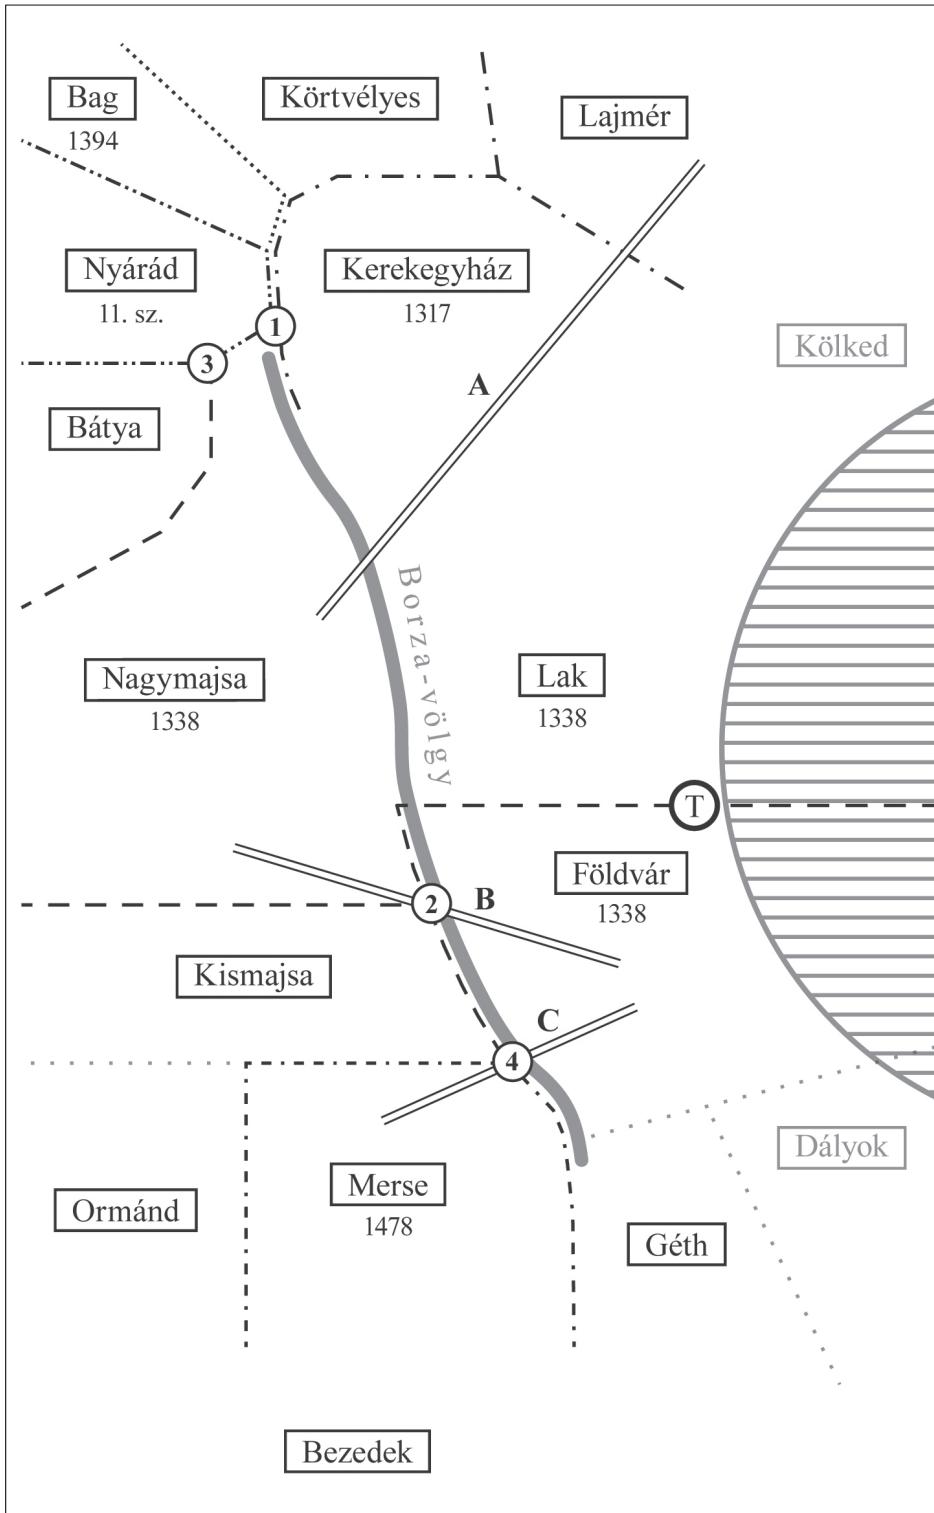 Bag
1394
Körtvélyes
Lajmér
Nyárád
11. sz.
Kerekegyház
1317
1
3
Kölked
A
Bátya
Borza-völgy
Nagymajsa
1338
Lak
1338
T
Földvár
1338
2
B
Kismajsa
C
4
Dályok
Merse
1478
Ormánd
Géth
Bezedek